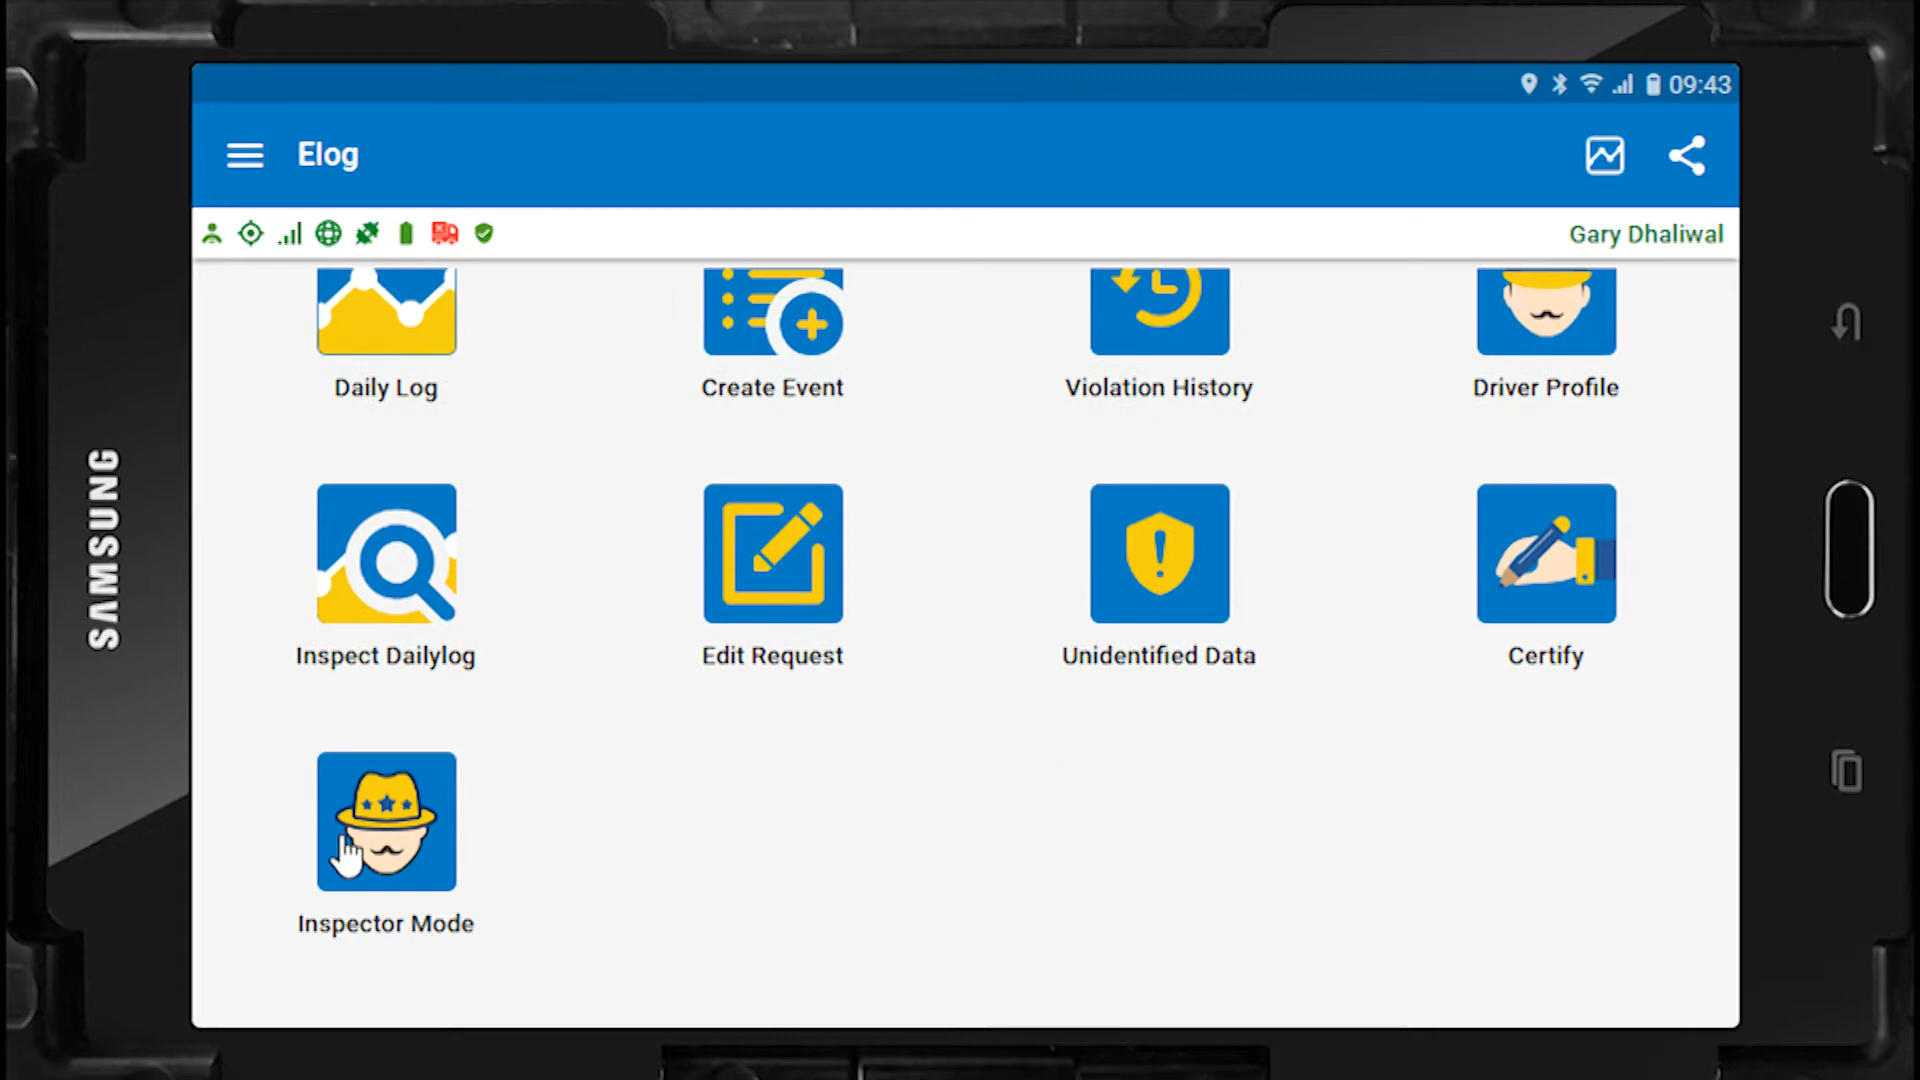 09:43
Elog
Gary Dhaliwal
Daily Log
Create Event
Violation History
Driver Profile
SAMSUNG
Inspect Dailylog
Edit Request
Unidentified Data
Certify
Inspector Mode